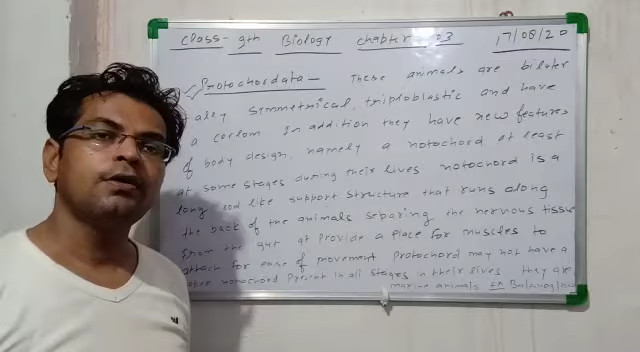 Class - 9th Biology chapter - 03 17/08/20
Protochordata — These animals are bilater
ally symmetrical, triploblastic and have
a coelom In addition they have new features
of body design, namely a notochord at least
at some stages during their lives notochord is a
long rod like support structure that runs along
the back of the animals separing the nervous tissue
from the gut at provide a place for muscles to
attach for ease of movement Protochord may not have a
notochord present in all stages in their lives they are
marine animals Ex Balanoglossus